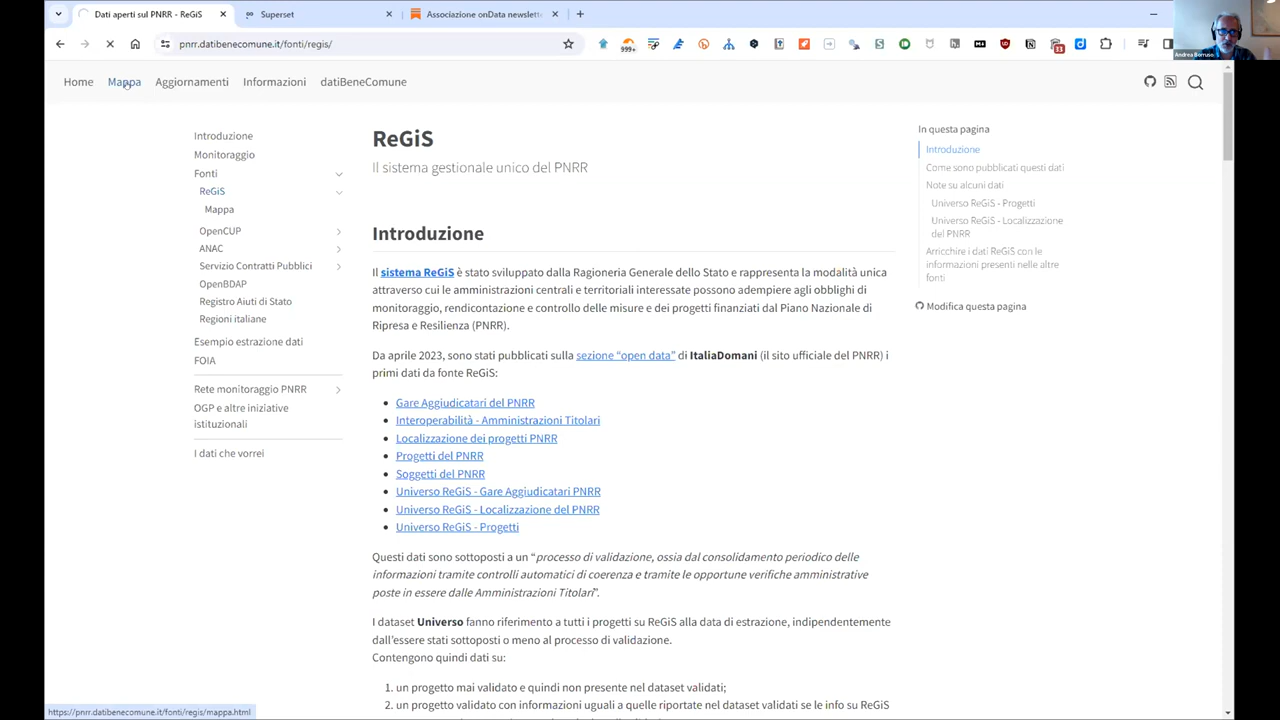 Dati aperti sul PNRR - ReGiS
Superset
Associazione onData newslette
pnrr.datibenecomune.it/fonti/regis/
999+
33
Andrea Borruso
Home
Mappa
Aggiornamenti
Informazioni
datiBeneComune
Introduzione
Monitoraggio
Fonti
ReGiS
Mappa
OpenCUP
ANAC
Servizio Contratti Pubblici
OpenBDAP
Registro Aiuti di Stato
Regioni italiane
Esempio estrazione dati
FOIA
Rete monitoraggio PNRR
OGP e altre iniziative
istituzionali
I dati che vorrei
ReGiS
Il sistema gestionale unico del PNRR
Introduzione
Il sistema ReGiS è stato sviluppato dalla Ragioneria Generale dello Stato e rappresenta la modalità unica
attraverso cui le amministrazioni centrali e territoriali interessate possono adempiere agli obblighi di
monitoraggio, rendicontazione e controllo delle misure e dei progetti finanziati dal Piano Nazionale di
Ripresa e Resilienza (PNRR).
Da aprile 2023, sono stati pubblicati sulla sezione “open data” di ItaliaDomani (il sito ufficiale del PNRR) i
primi dati da fonte ReGiS:
• Gare Aggiudicatari del PNRR
• Interoperabilità - Amministrazioni Titolari
• Localizzazione dei progetti PNRR
• Progetti del PNRR
• Soggetti del PNRR
• Universo ReGiS - Gare Aggiudicatari PNRR
• Universo ReGiS - Localizzazione del PNRR
• Universo ReGiS - Progetti
Questi dati sono sottoposti a un “processo di validazione, ossia dal consolidamento periodico delle
informazioni tramite controlli automatici di coerenza e tramite le opportune verifiche amministrative
poste in essere dalle Amministrazioni Titolari”.
I dataset Universo fanno riferimento a tutti i progetti su ReGiS alla data di estrazione, indipendentemente
dall’essere stati sottoposti o meno al processo di validazione.
Contengono quindi dati su:
1. un progetto mai validato e quindi non presente nel dataset validati;
2. un progetto validato con informazioni uguali a quelle riportate nel dataset validati se le info su ReGiS
In questa pagina
Introduzione
Come sono pubblicati questi dati
Note su alcuni dati
Universo ReGiS - Progetti
Universo ReGiS - Localizzazione
del PNRR
Arricchire i dati ReGiS con le
informazioni presenti nelle altre
fonti
Modifica questa pagina
https://pnrr.datibenecomune.it/fonti/regis/mappa.html